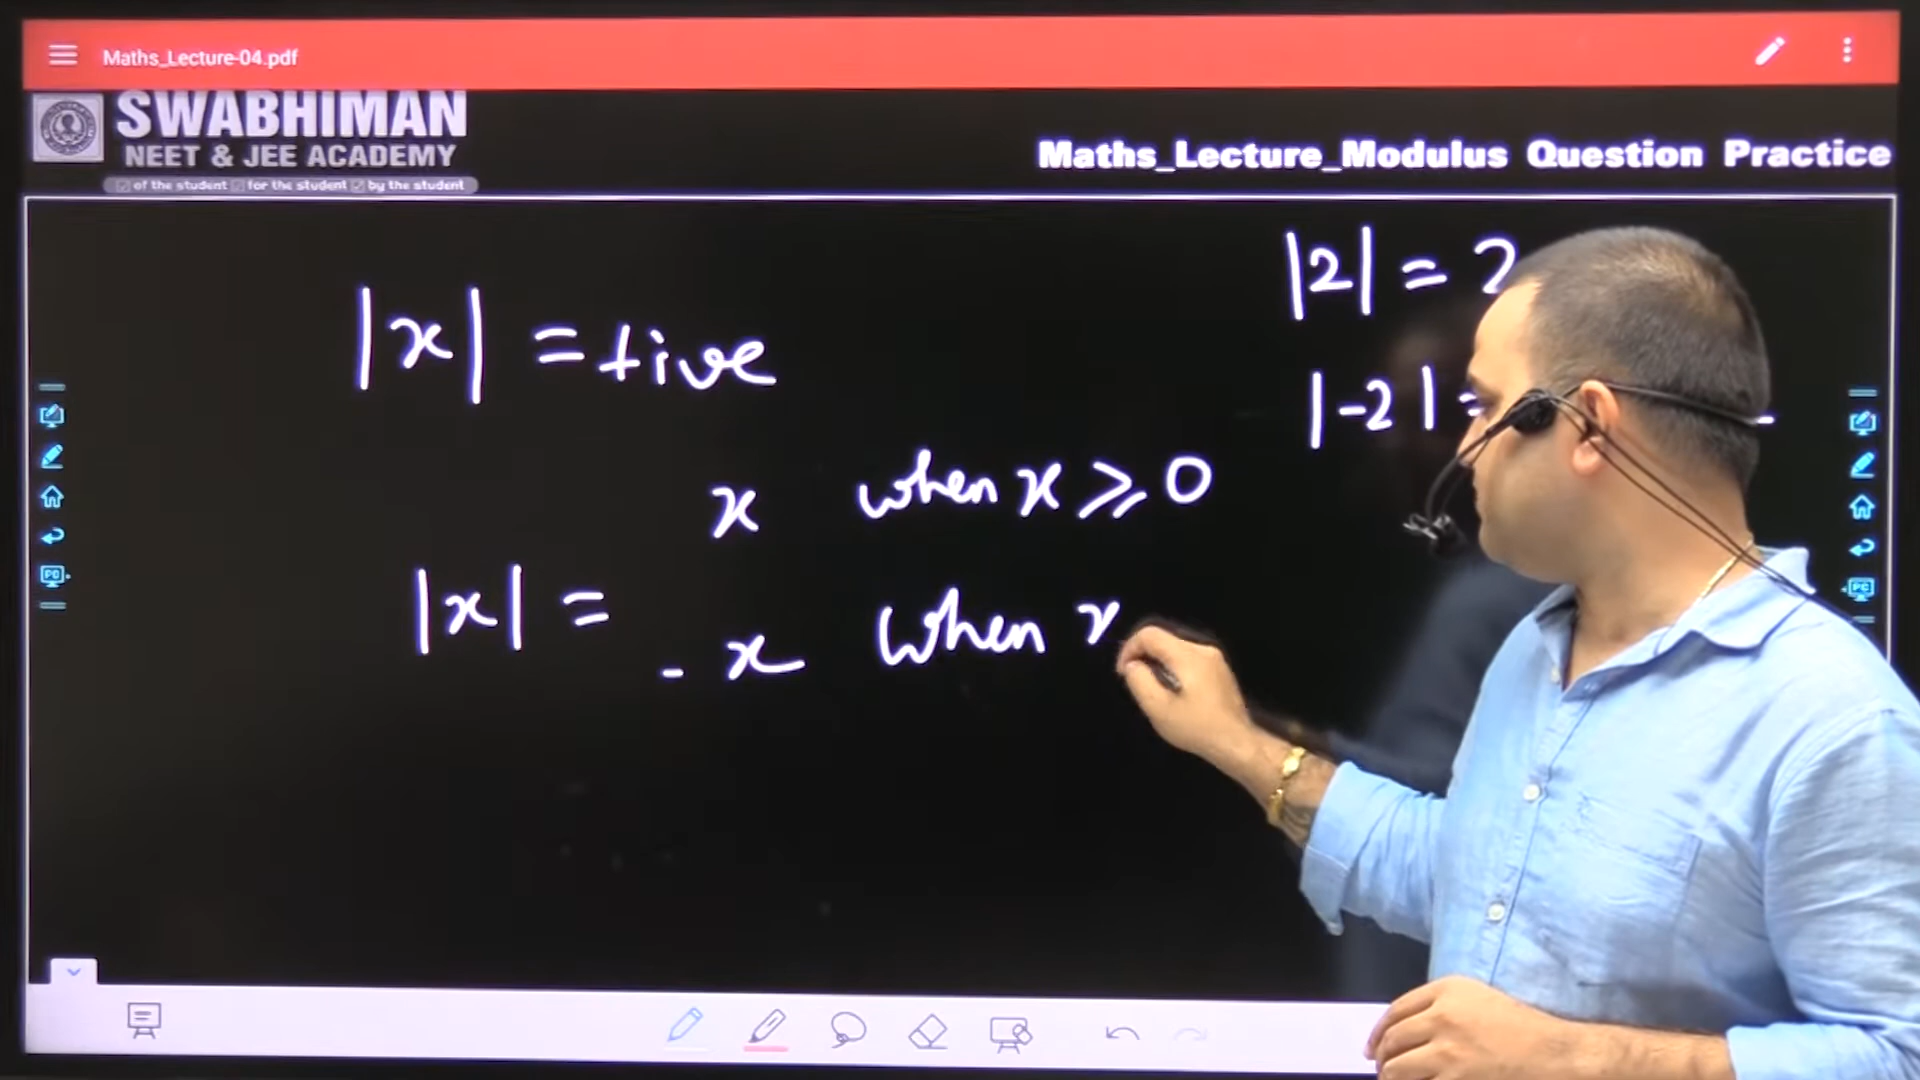 Maths_Lecture-04.pdf
SWABHIMAN
NEET & JEE ACADEMY
of the student for the student by the student
Maths_Lecture_Modulus Question Practice
|2| = 2
|x| = +ive
|-2| =
x when x ⩾ 0
|x| =
- x When x